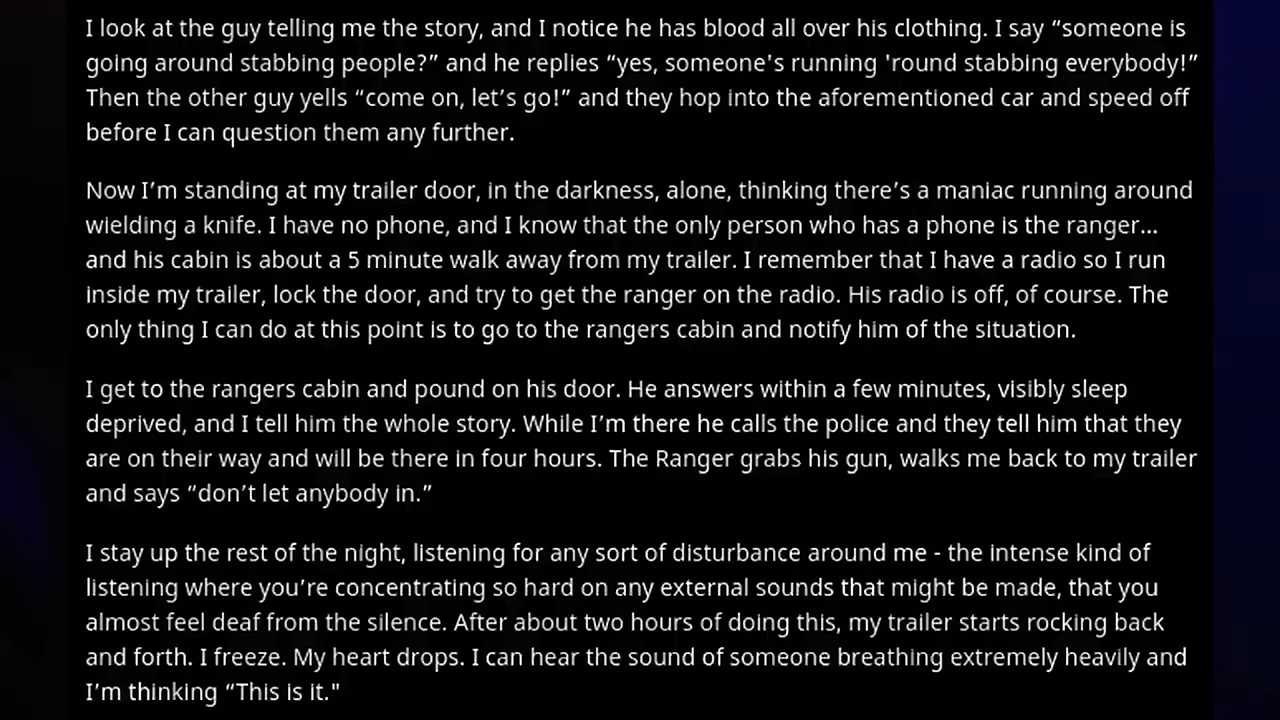 I look at the guy telling me the story, and I notice he has blood all over his clothing. I say “someone is
going around stabbing people?” and he replies “yes, someone's running 'round stabbing everybody!”
Then the other guy yells “come on, let’s go!” and they hop into the aforementioned car and speed off
before I can question them any further.
Now I’m standing at my trailer door, in the darkness, alone, thinking there’s a maniac running around
wielding a knife. I have no phone, and I know that the only person who has a phone is the ranger...
and his cabin is about a 5 minute walk away from my trailer. I remember that I have a radio so I run
inside my trailer, lock the door, and try to get the ranger on the radio. His radio is off, of course. The
only thing I can do at this point is to go to the rangers cabin and notify him of the situation.
I get to the rangers cabin and pound on his door. He answers within a few minutes, visibly sleep
deprived, and I tell him the whole story. While I’m there he calls the police and they tell him that they
are on their way and will be there in four hours. The Ranger grabs his gun, walks me back to my trailer
and says “don’t let anybody in.”
I stay up the rest of the night, listening for any sort of disturbance around me - the intense kind of
listening where you’re concentrating so hard on any external sounds that might be made, that you
almost feel deaf from the silence. After about two hours of doing this, my trailer starts rocking back
and forth. I freeze. My heart drops. I can hear the sound of someone breathing extremely heavily and
I’m thinking “This is it."